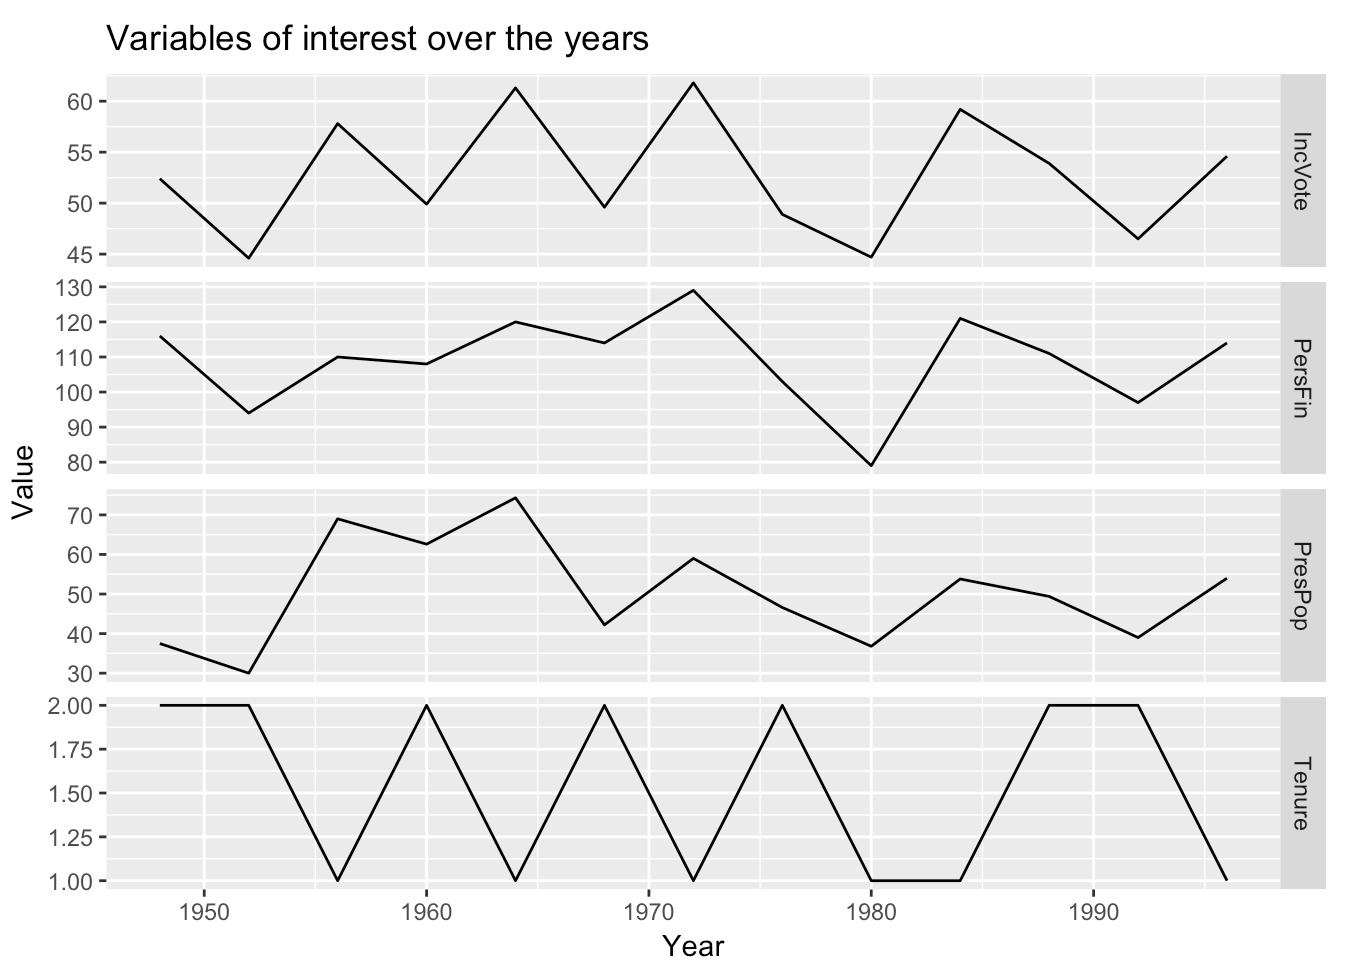 Variables of interest over the years
60
55
50
45
IncVote
130
120
110
100
90
80
PersFin
Value
70
60
50
40
30
PresPop
2.00
1.75
1.50
1.25
1.00
Tenure
1950 1960 1970 1980 1990
Year